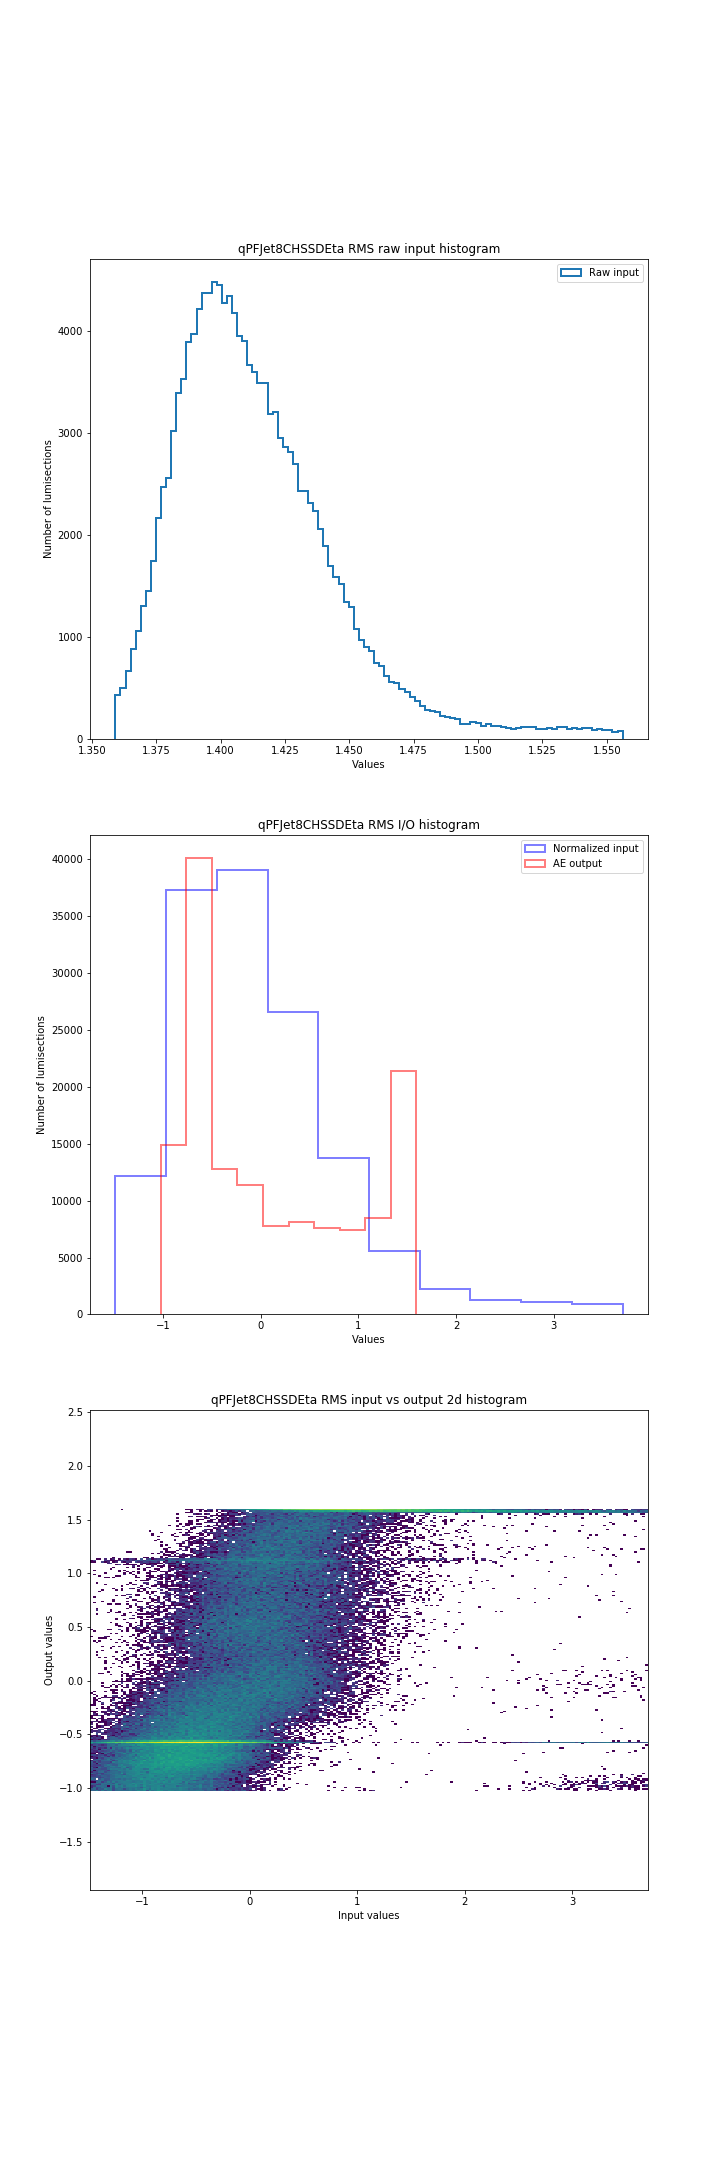 qPFJet8CHSSDEta RMS raw input histogram
Raw input
4000
3000
2000
1000
0
Number of lumisections
1.350 1.375 1.400 1.425 1.450 1.475 1.500 1.525 1.550
Values
qPFJet8CHSSDEta RMS I/O histogram
Normalized input
AE output
40000
35000
30000
25000
20000
15000
10000
5000
0
Number of lumisections
−1 0 1 2 3
Values
qPFJet8CHSSDEta RMS input vs output 2d histogram
2.5
2.0
1.5
1.0
0.5
0.0
−0.5
−1.0
−1.5
Output values
−1 0 1 2 3
Input values